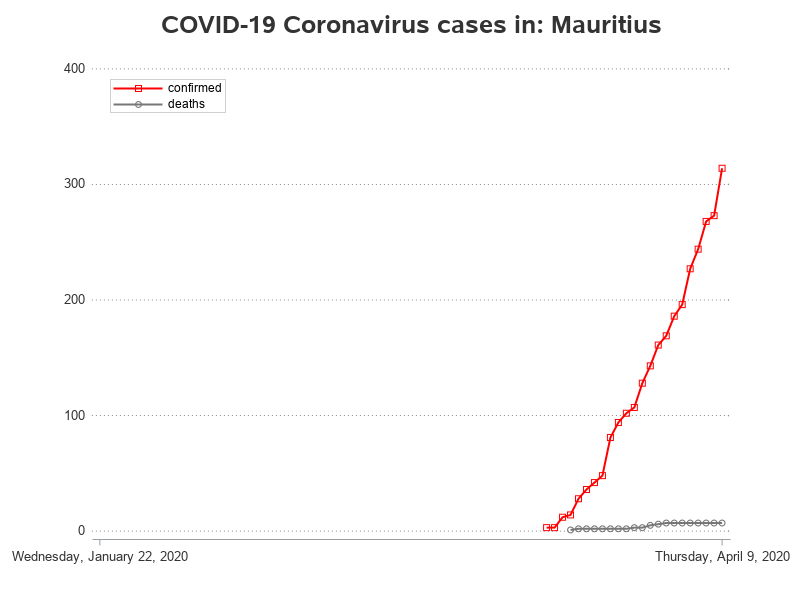 COVID-19 Coronavirus cases in: Mauritius
400
confirmed
deaths
300
200
100
0
Wednesday, January 22, 2020
Thursday, April 9, 2020